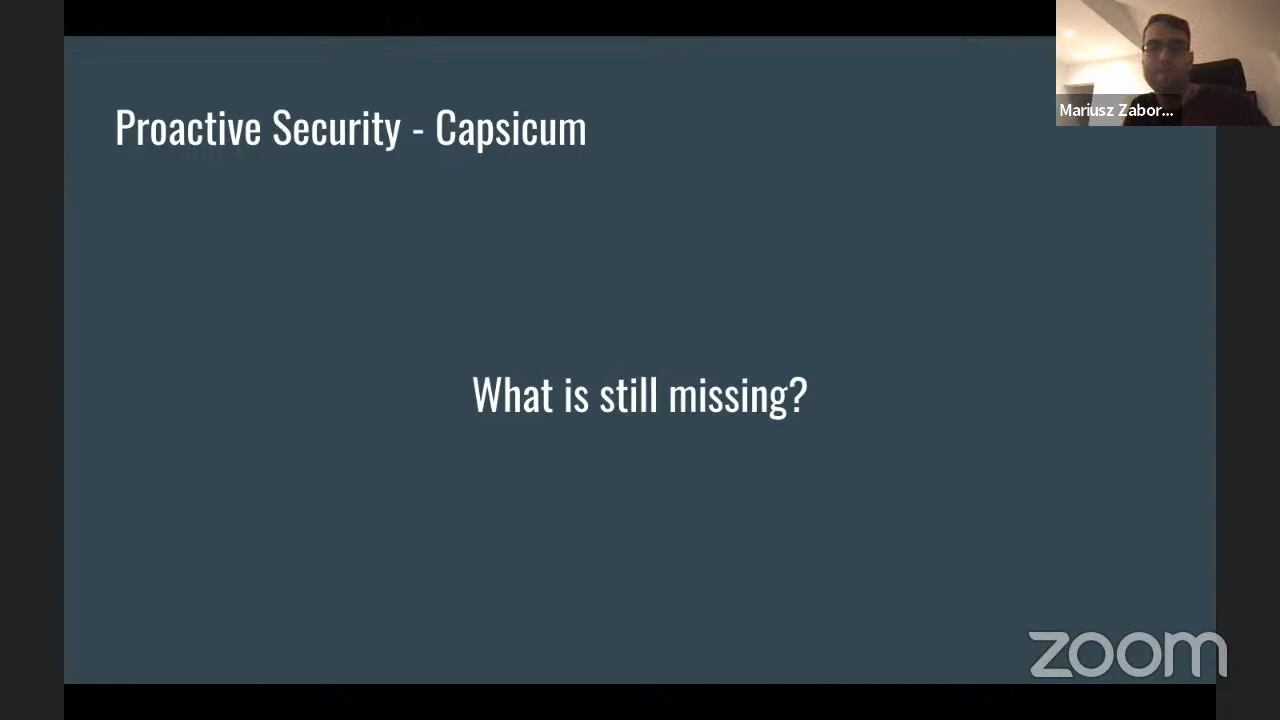 Proactive Security - Capsicum
Mariusz Zabor...
What is still missing?
zoom